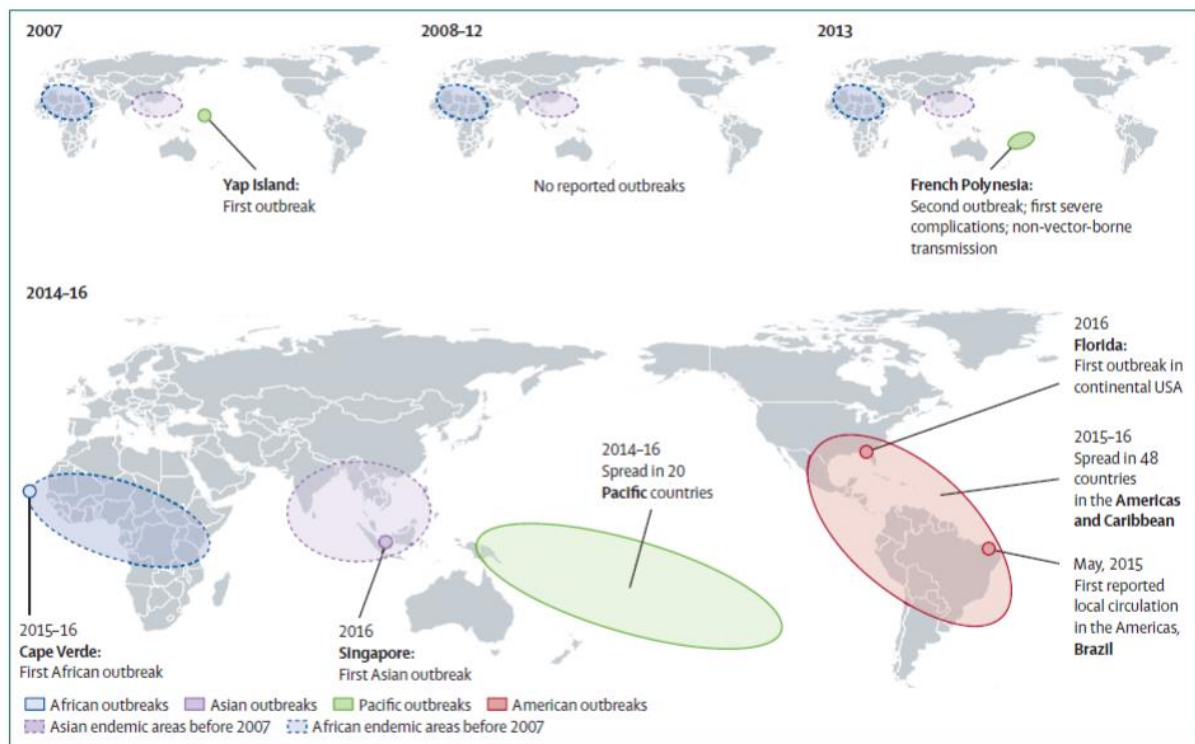 2007
2008–12
2013
Yap Island:
First outbreak
No reported outbreaks
French Polynesia:
Second outbreak; first severe
complications; non-vector-borne
transmission
2014–16
2016
Florida:
First outbreak in
continental USA
2014–16
Spread in 20
Pacific countries
2015–16
Spread in 48
countries
in the Americas
and Caribbean
May, 2015
First reported
local circulation
in the Americas,
Brazil
2015–16
Cape Verde:
First African outbreak
2016
Singapore:
First Asian outbreak
African outbreaks
Asian outbreaks
Pacific outbreaks
American outbreaks
Asian endemic areas before 2007
African endemic areas before 2007